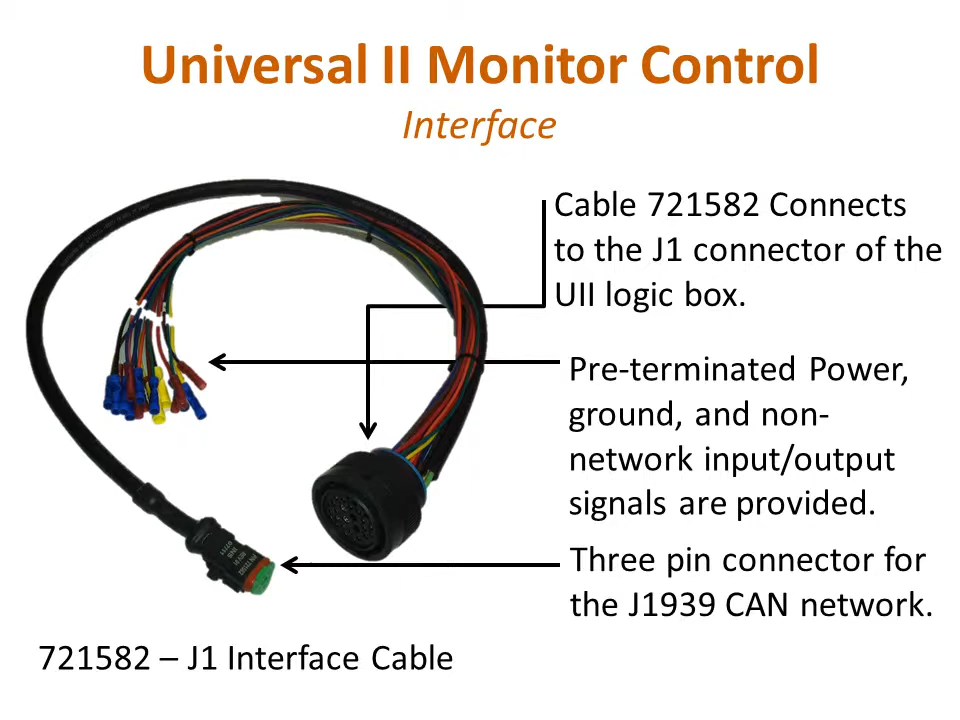 Universal II Monitor Control
Interface
Cable 721582 Connects
to the J1 connector of the
UII logic box.
Pre-terminated Power,
ground, and non-
network input/output
signals are provided.
Three pin connector for
the J1939 CAN network.
721582 – J1 Interface Cable